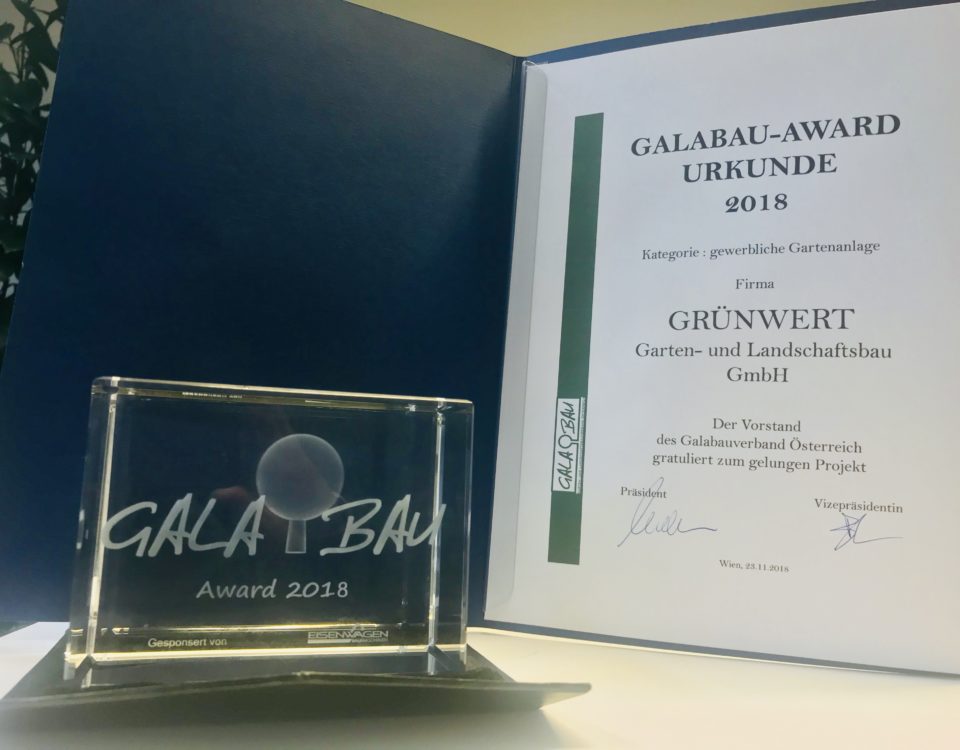 GALABAU-AWARD
URKUNDE
2018
Kategorie : gewerbliche Gartenanlage
Firma
GRÜNWERT
Garten- und Landschaftsbau
GmbH
Der Vorstand
des Galabauverband Österreich
gratuliert zum gelungen Projekt
Präsident
Vizepräsidentin
Wien, 23.11.2018
GALA BAU
GALA BAU
Award 2018
Gesponsert von
EISENWAGEN